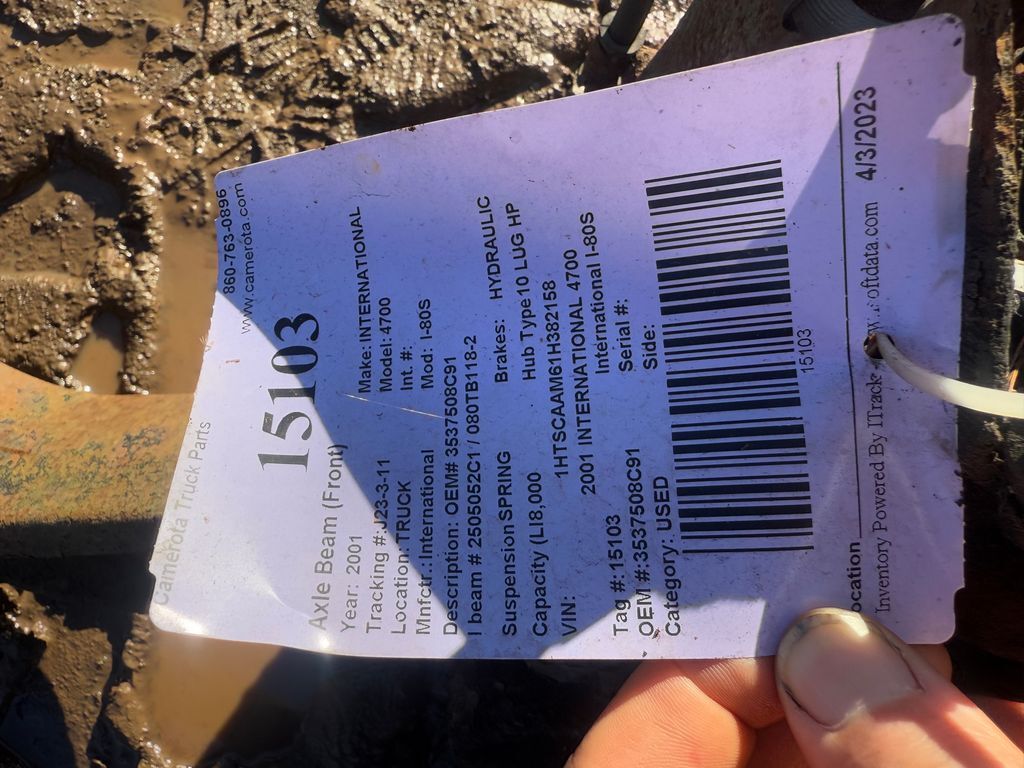 Camerota Truck Parts 860-763-0896
www.camerota.com
15103
Axle Beam (Front)
Year: 2001 Make: INTERNATIONAL
Tracking #:J23-3-11 Model: 4700
Location: TRUCK Int. #:
Mnfctr.: International Mod: I-80S
Description: OEM# 3537508C91
I beam # 2505052C1 / 080TB118-2
Suspension SPRING Brakes: HYDRAULIC
Capacity (LI8,000 Hub Type 10 LUG HP
VIN: 1HTSCAAM61H382158
2001 INTERNATIONAL 4700
International I-80S
Tag #: 15103 Serial #:
OEM #:3537508C91 Side:
Category: USED
15103
ocation
Inventory Powered By ITrack offdata.com 4/3/2023